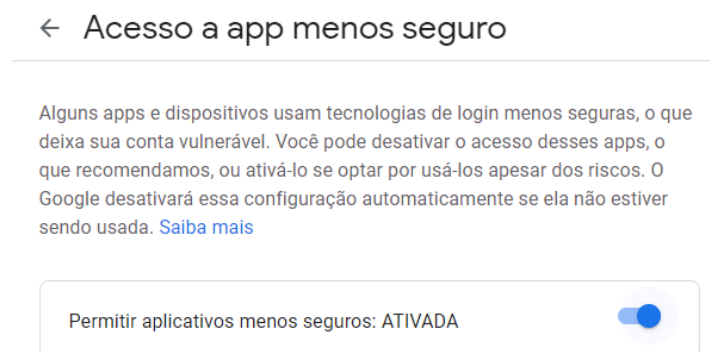 Acesso a app menos seguro
Alguns apps e dispositivos usam tecnologias de login menos seguras, o que
deixa sua conta vulnerável. Você pode desativar o acesso desses apps, o
que recomendamos, ou ativá-lo se optar por usá-los apesar dos riscos. O
Google desativará essa configuração automaticamente se ela não estiver
sendo usada. Saiba mais
Permitir aplicativos menos seguros: ATIVADA